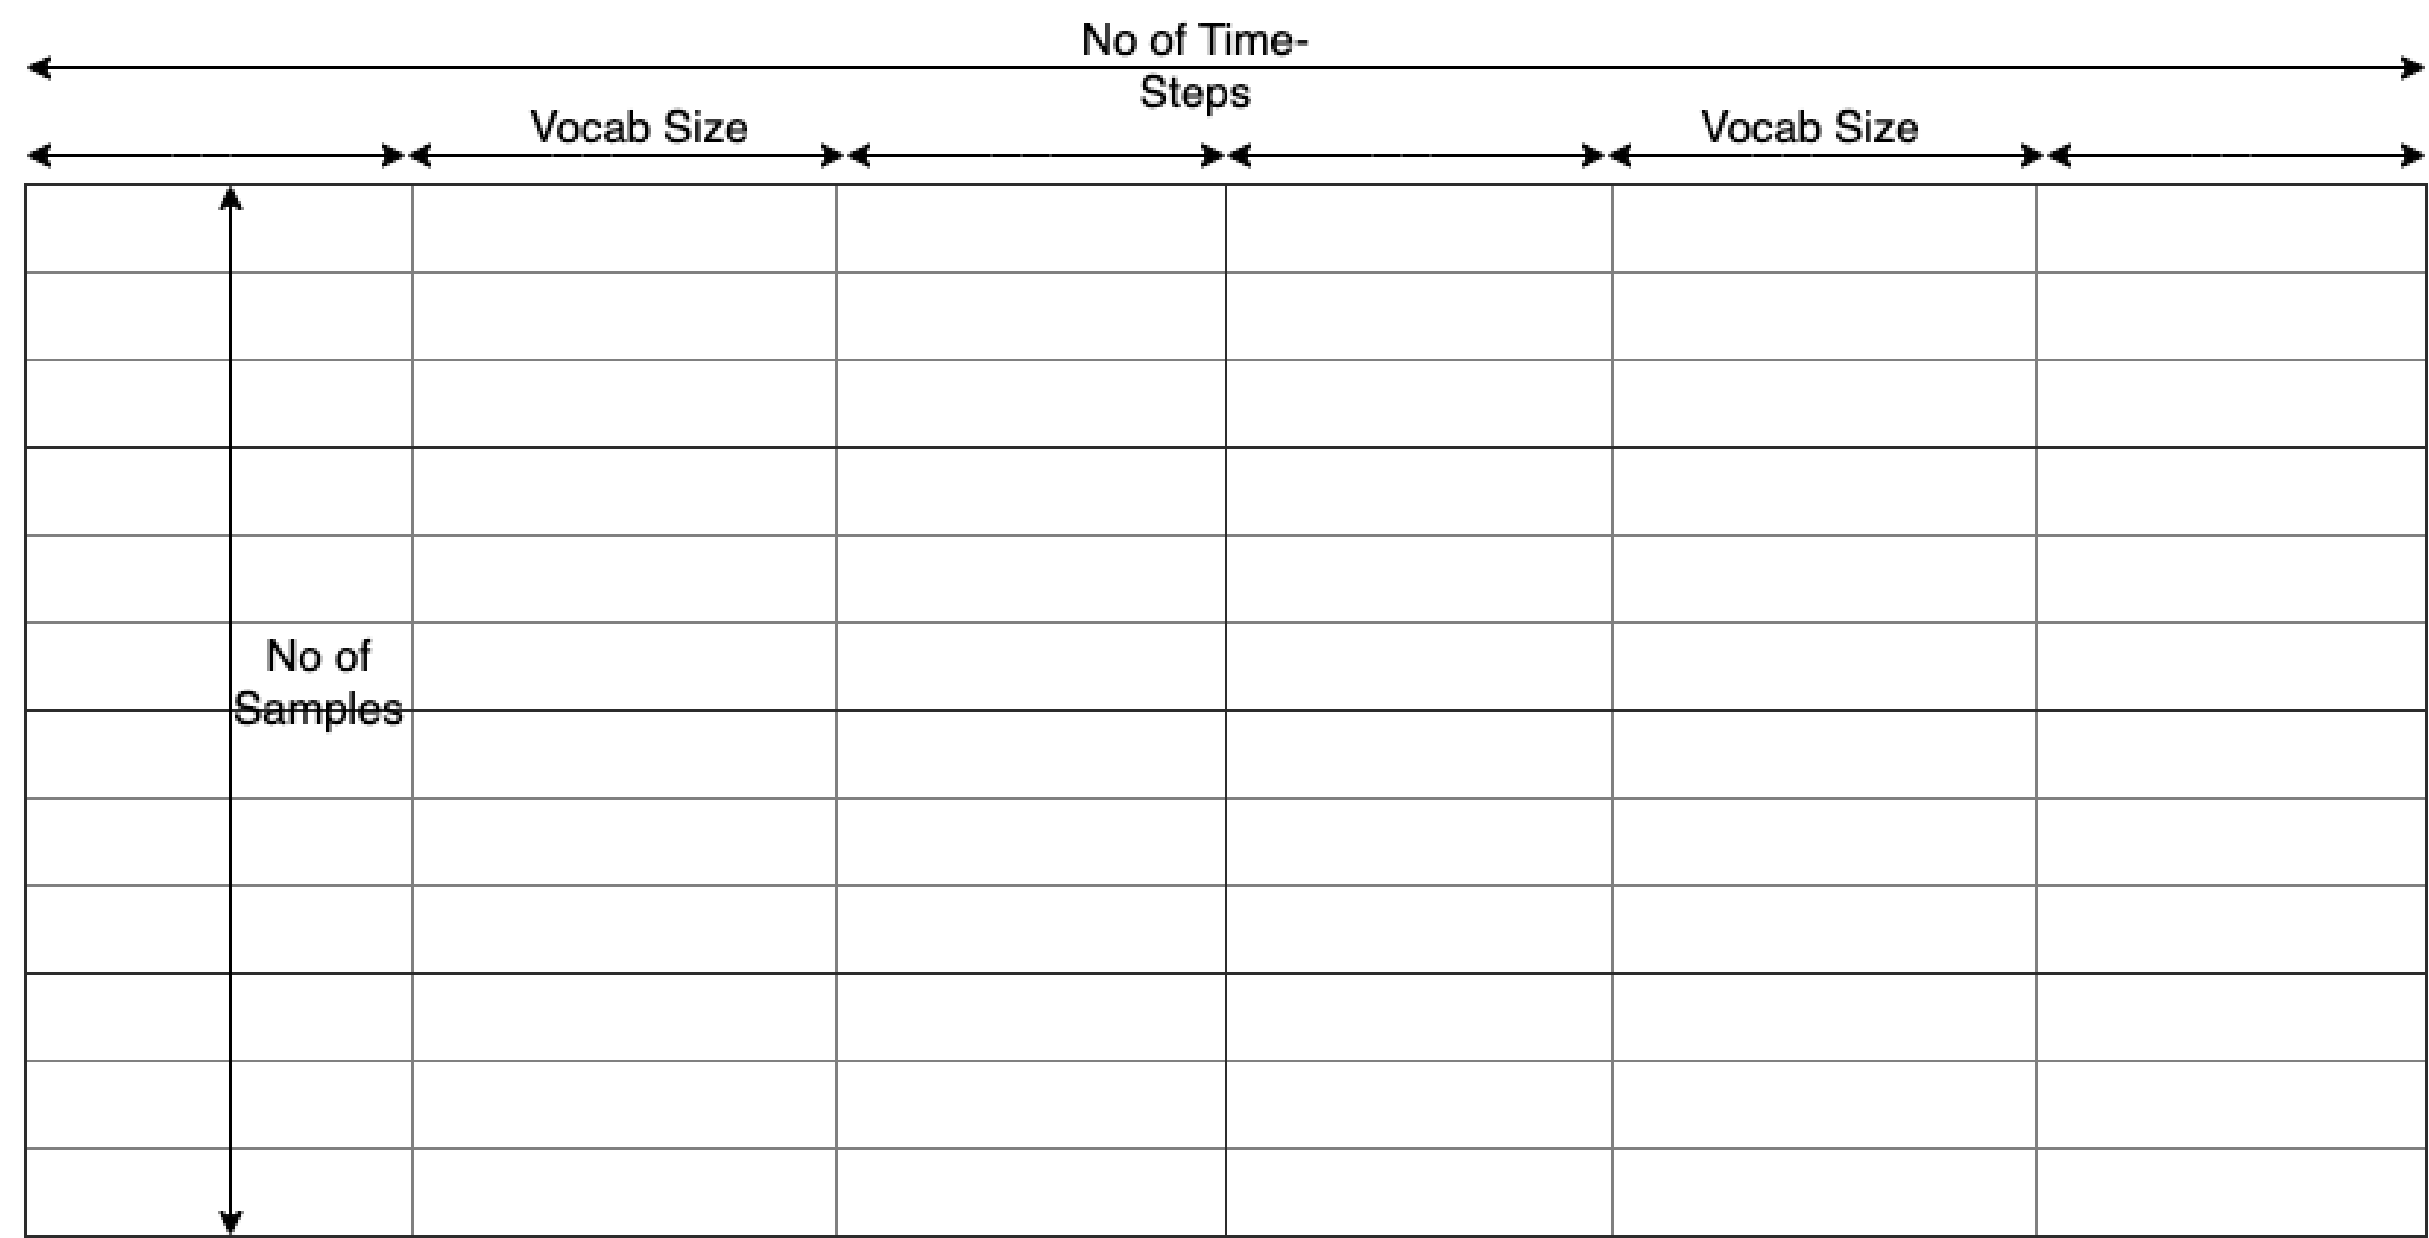 No of Time-
Steps
Vocab Size
Vocab Size
No of
Samples